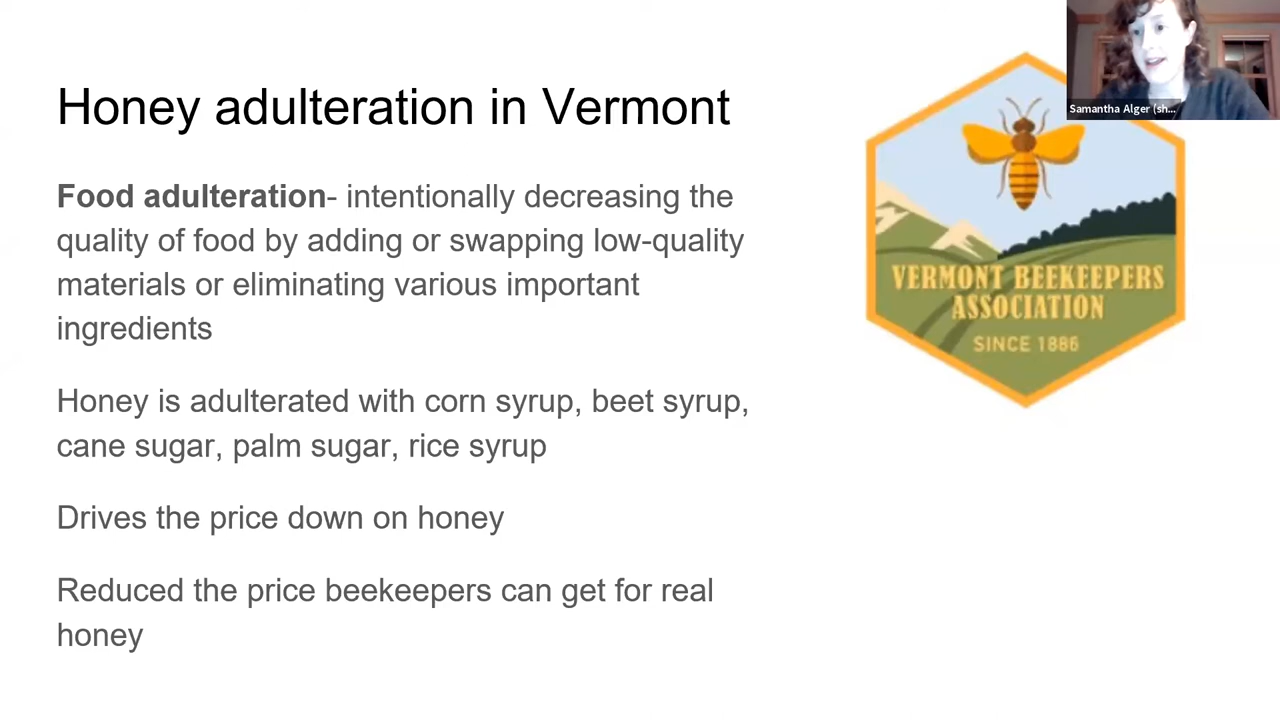 Honey adulteration in Vermont
Samantha Alger (sh...
Food adulteration- intentionally decreasing the
quality of food by adding or swapping low-quality
materials or eliminating various important
ingredients
VERMONT BEEKEEPERS
ASSOCIATION
SINCE 1886
Honey is adulterated with corn syrup, beet syrup,
cane sugar, palm sugar, rice syrup
Drives the price down on honey
Reduced the price beekeepers can get for real
honey